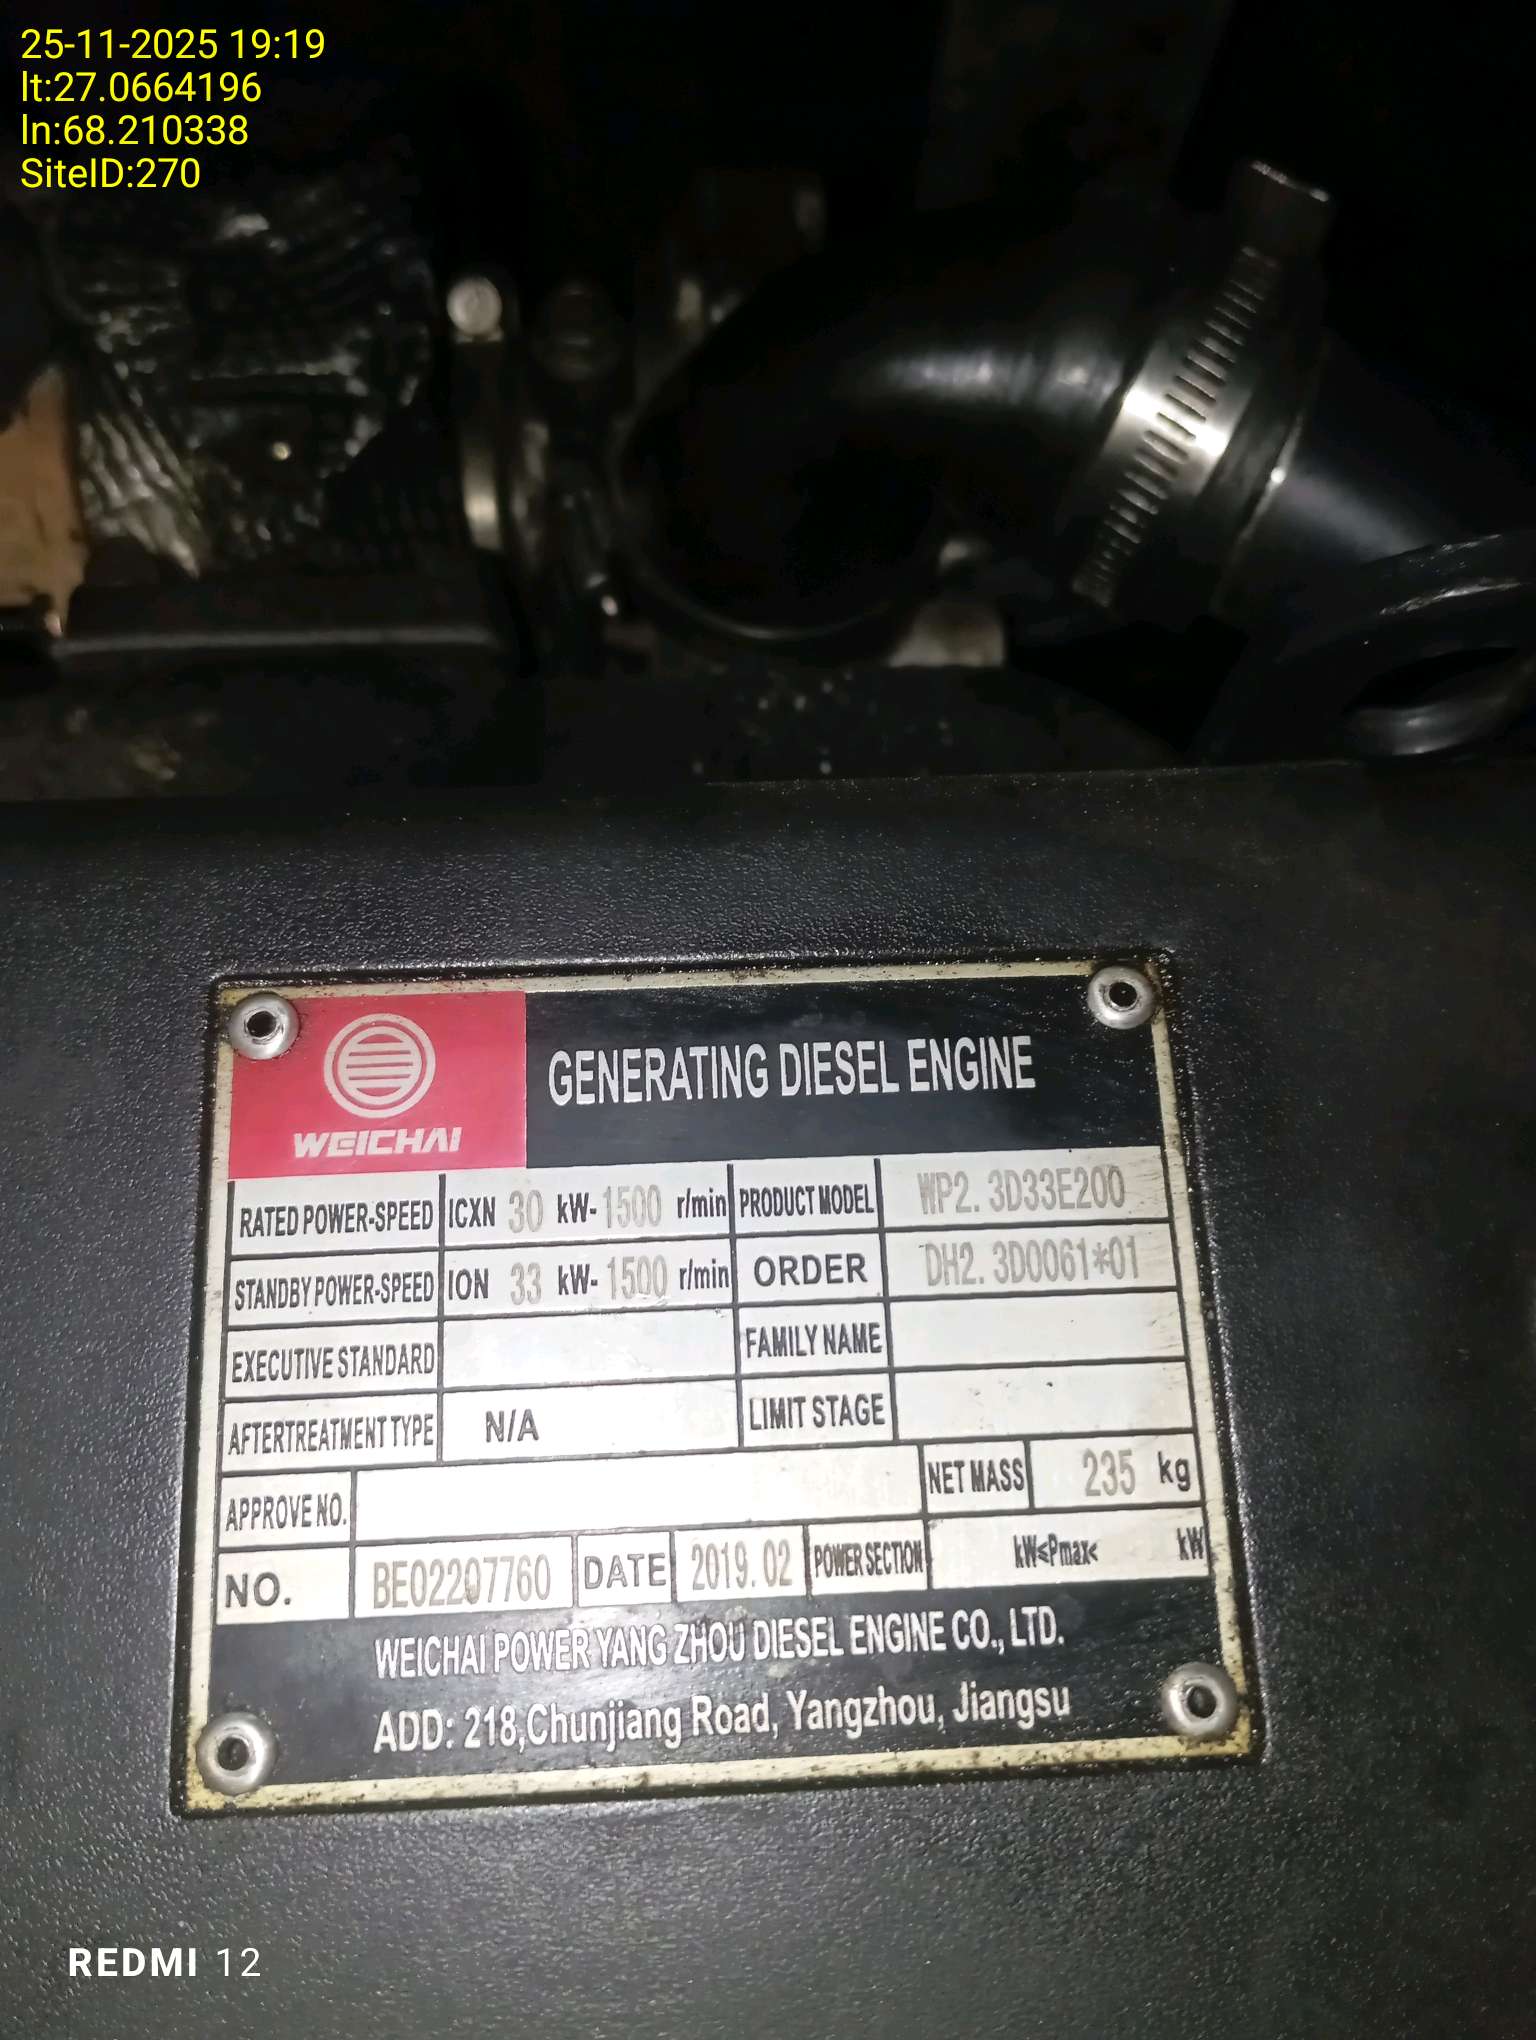 25-11-2025 19:19
lt:27.0664196
ln:68.210338
SiteID:270
WEICHAI
GENERATING DIESEL ENGINE
RATED POWER-SPEED ICXN 30 kW-1500 r/min PRODUCT MODEL WP2.3D33E200
STANDBY POWER-SPEED ION 33 kW-1500 r/min ORDER DH2.3D0061*01
EXECUTIVE STANDARD FAMILY NAME
AFTERTREATMENT TYPE N/A LIMIT STAGE
APPROVE NO. NET MASS 235 kg
NO. BE02207760 DATE 2019.02 POWER SECTION kW≤Pmax< kW
WEICHAI POWER YANG ZHOU DIESEL ENGINE CO., LTD.
ADD: 218,Chunjiang Road, Yangzhou, Jiangsu
REDMI 12